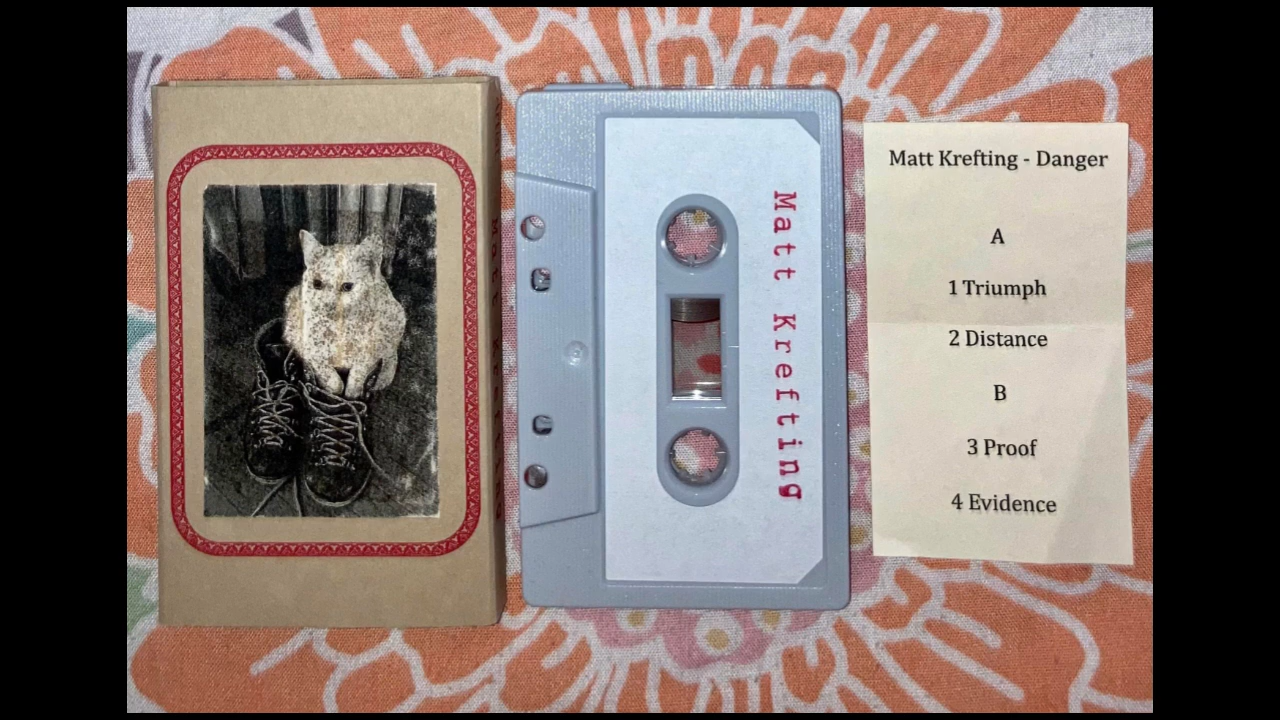 Matt Krefting
Matt Krefting - Danger
A
1 Triumph
2 Distance
B
3 Proof
4 Evidence